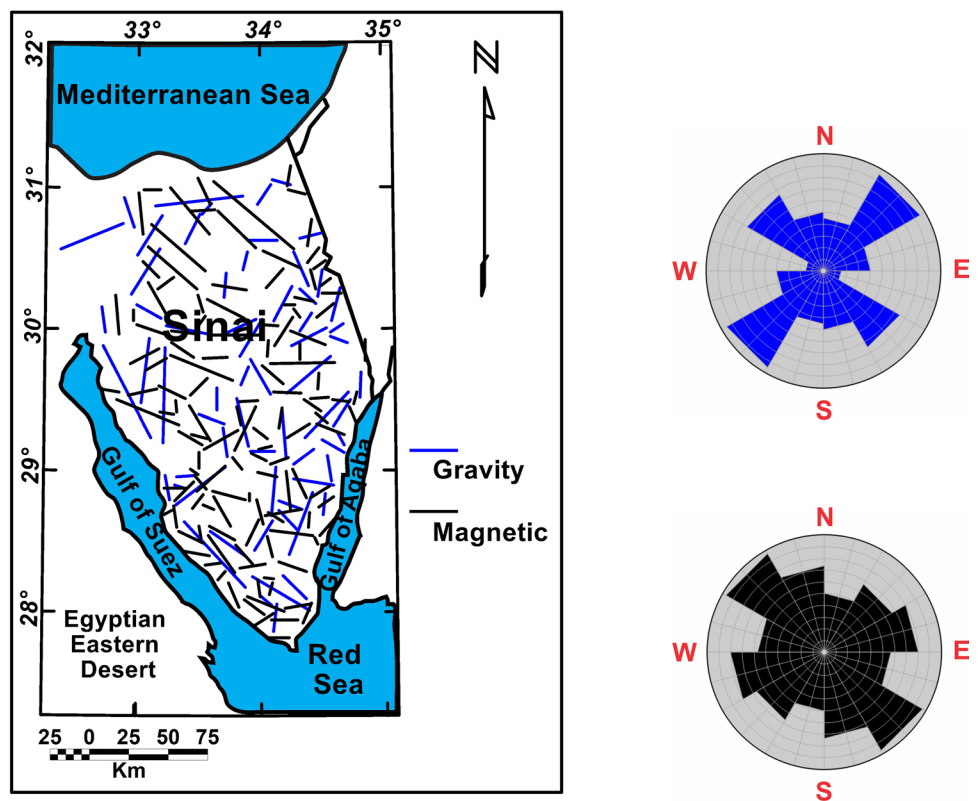 33°
34°
35°
32°
N
Mediterranean Sea
31°
30°
Sinai
29°
28°
Gulf of Suez
Gulf of Aqaba
Gravity
Magnetic
Egyptian
Eastern
Desert
Red
Sea
25 0 25 50 75
Km
N
W
E
S
N
W
E
S